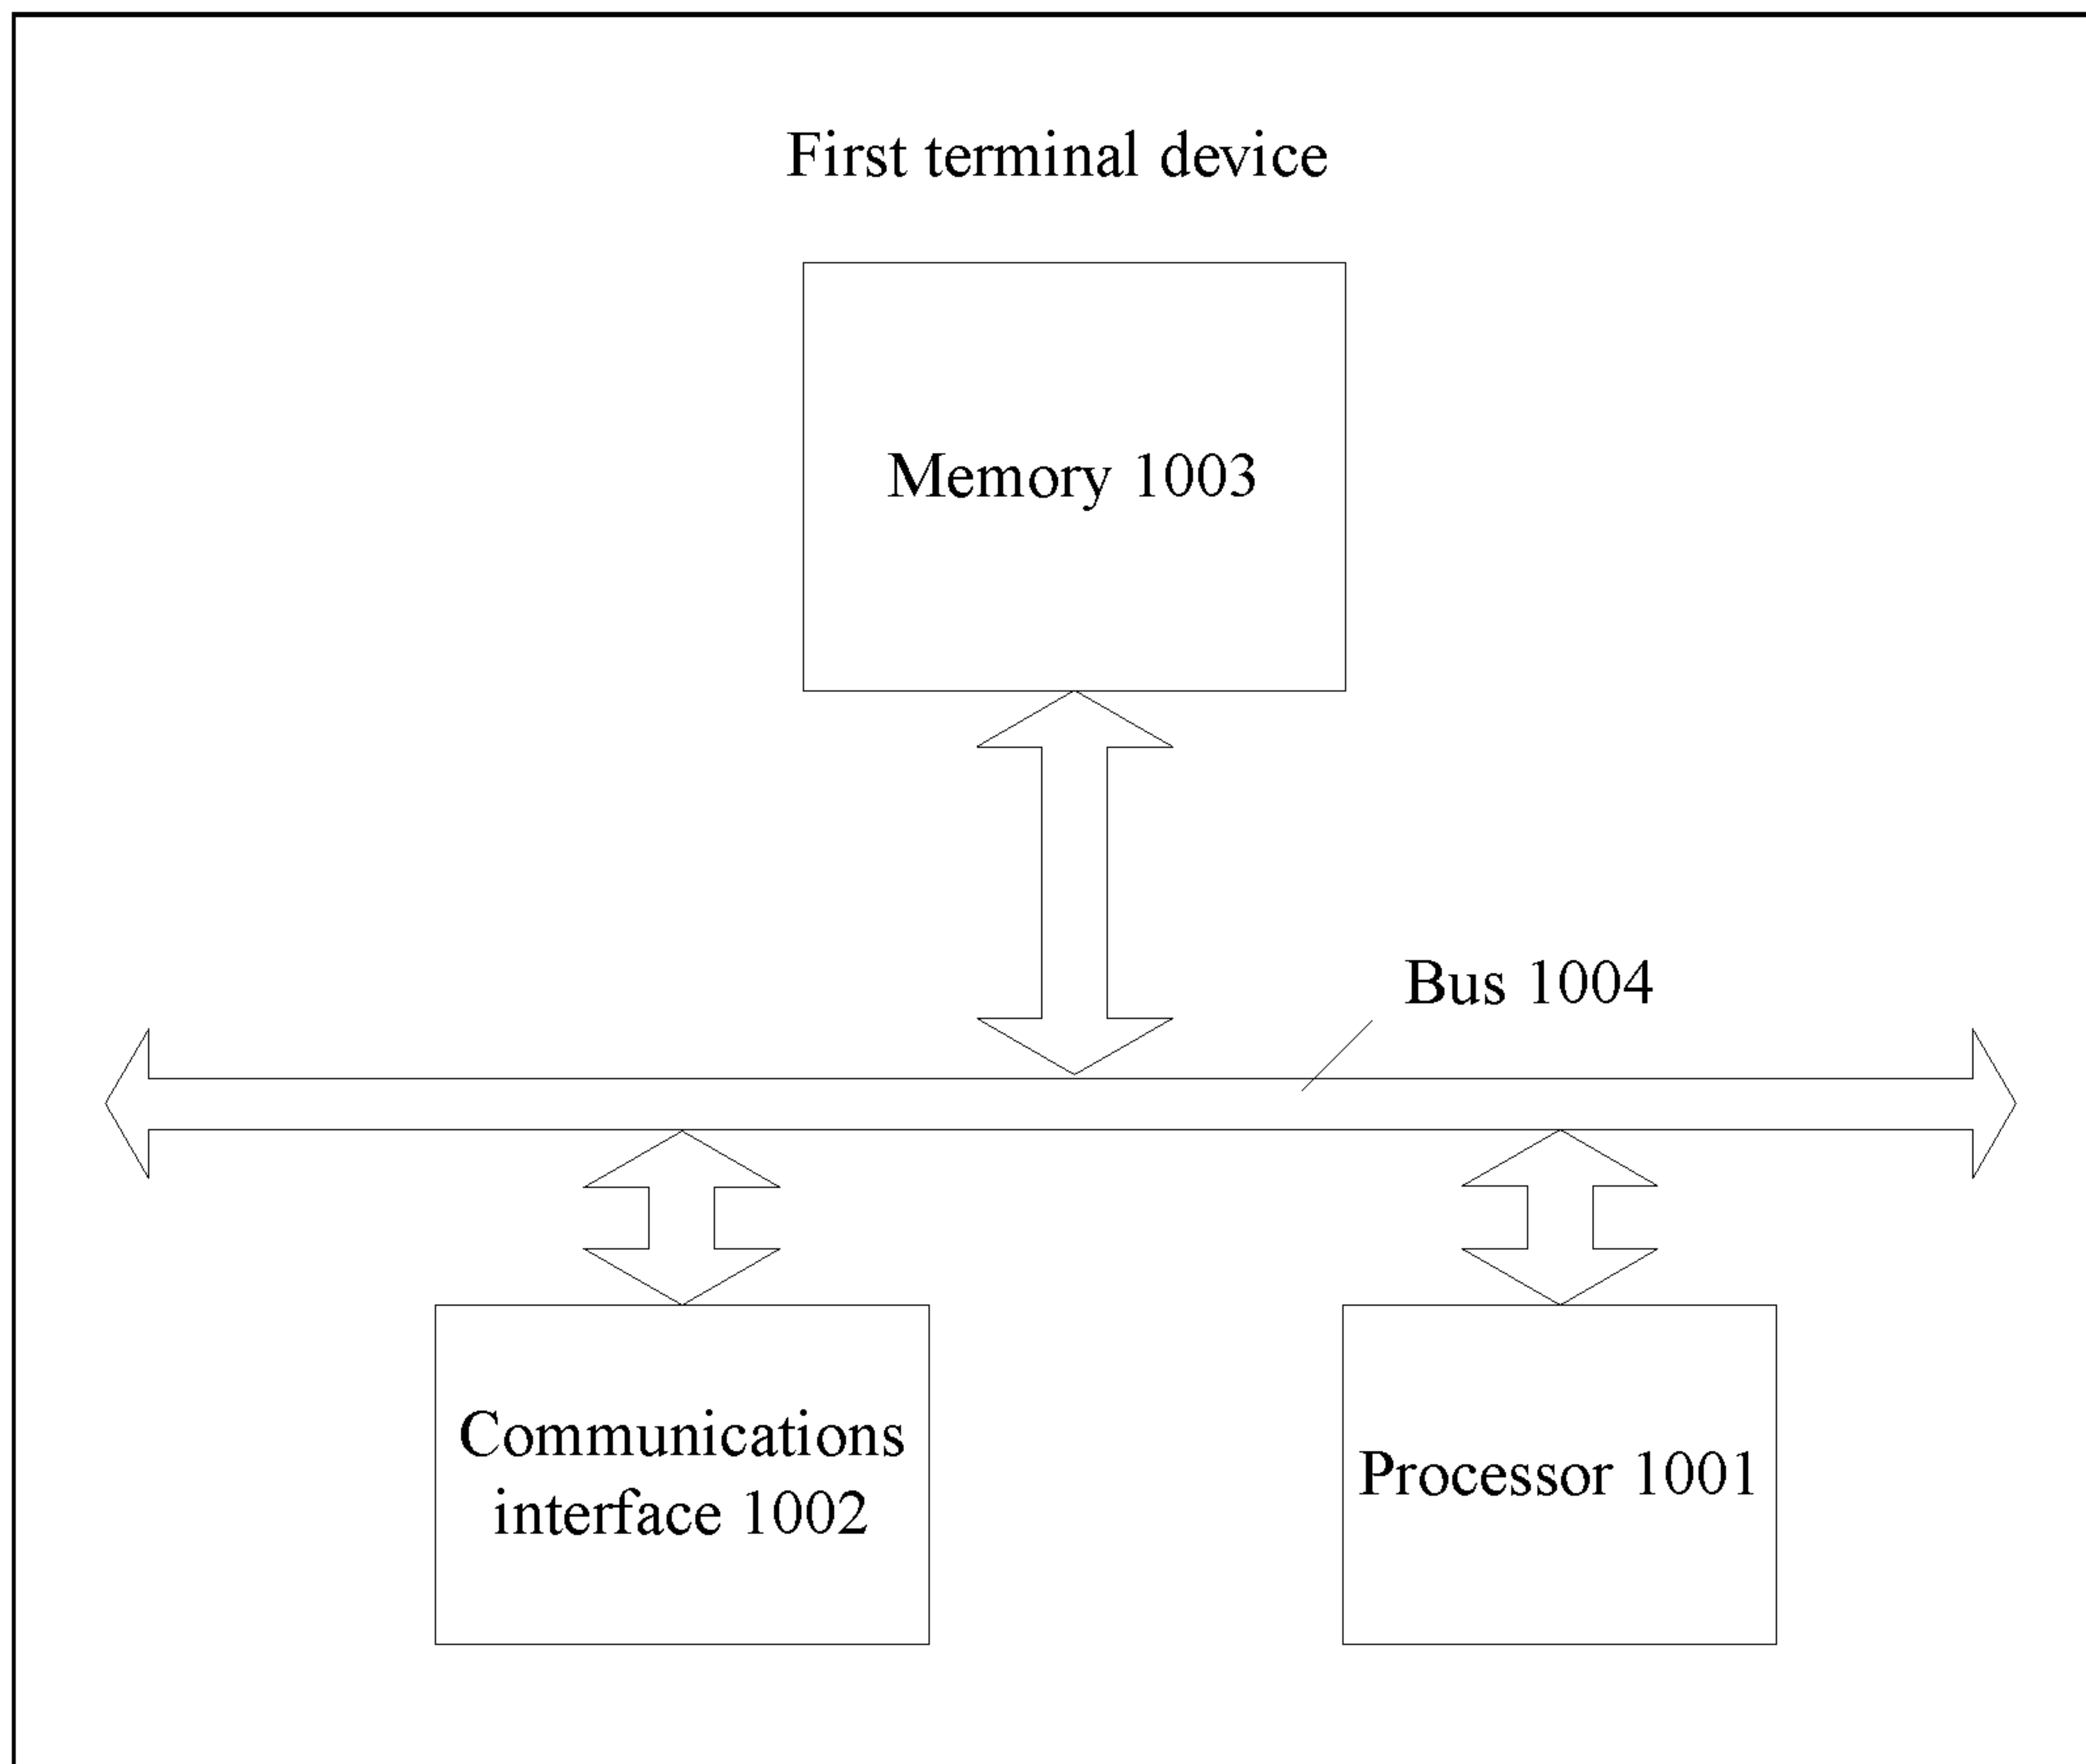 First terminal device
Memory 1003
Bus 1004
Communications
interface 1002
Processor 1001